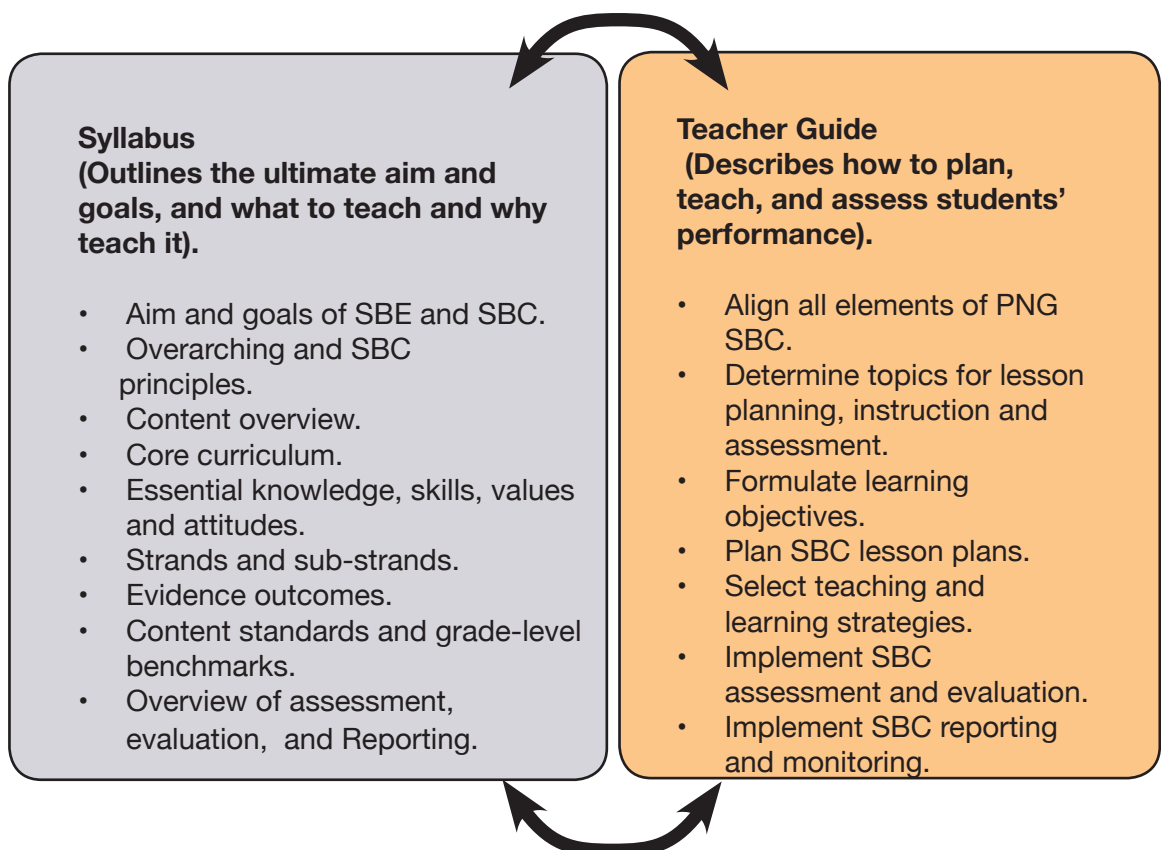 Syllabus
(Outlines the ultimate aim and
goals, and what to teach and why
teach it).
• Aim and goals of SBE and SBC.
• Overarching and SBC
principles.
• Content overview.
• Core curriculum.
• Essential knowledge, skills, values
and attitudes.
• Strands and sub-strands.
• Evidence outcomes.
• Content standards and grade-level
benchmarks.
• Overview of assessment,
evaluation, and Reporting.
Teacher Guide
(Describes how to plan,
teach, and assess students’
performance).
• Align all elements of PNG
SBC.
• Determine topics for lesson
planning, instruction and
assessment.
• Formulate learning
objectives.
• Plan SBC lesson plans.
• Select teaching and
learning strategies.
• Implement SBC
assessment and evaluation.
• Implement SBC reporting
and monitoring.